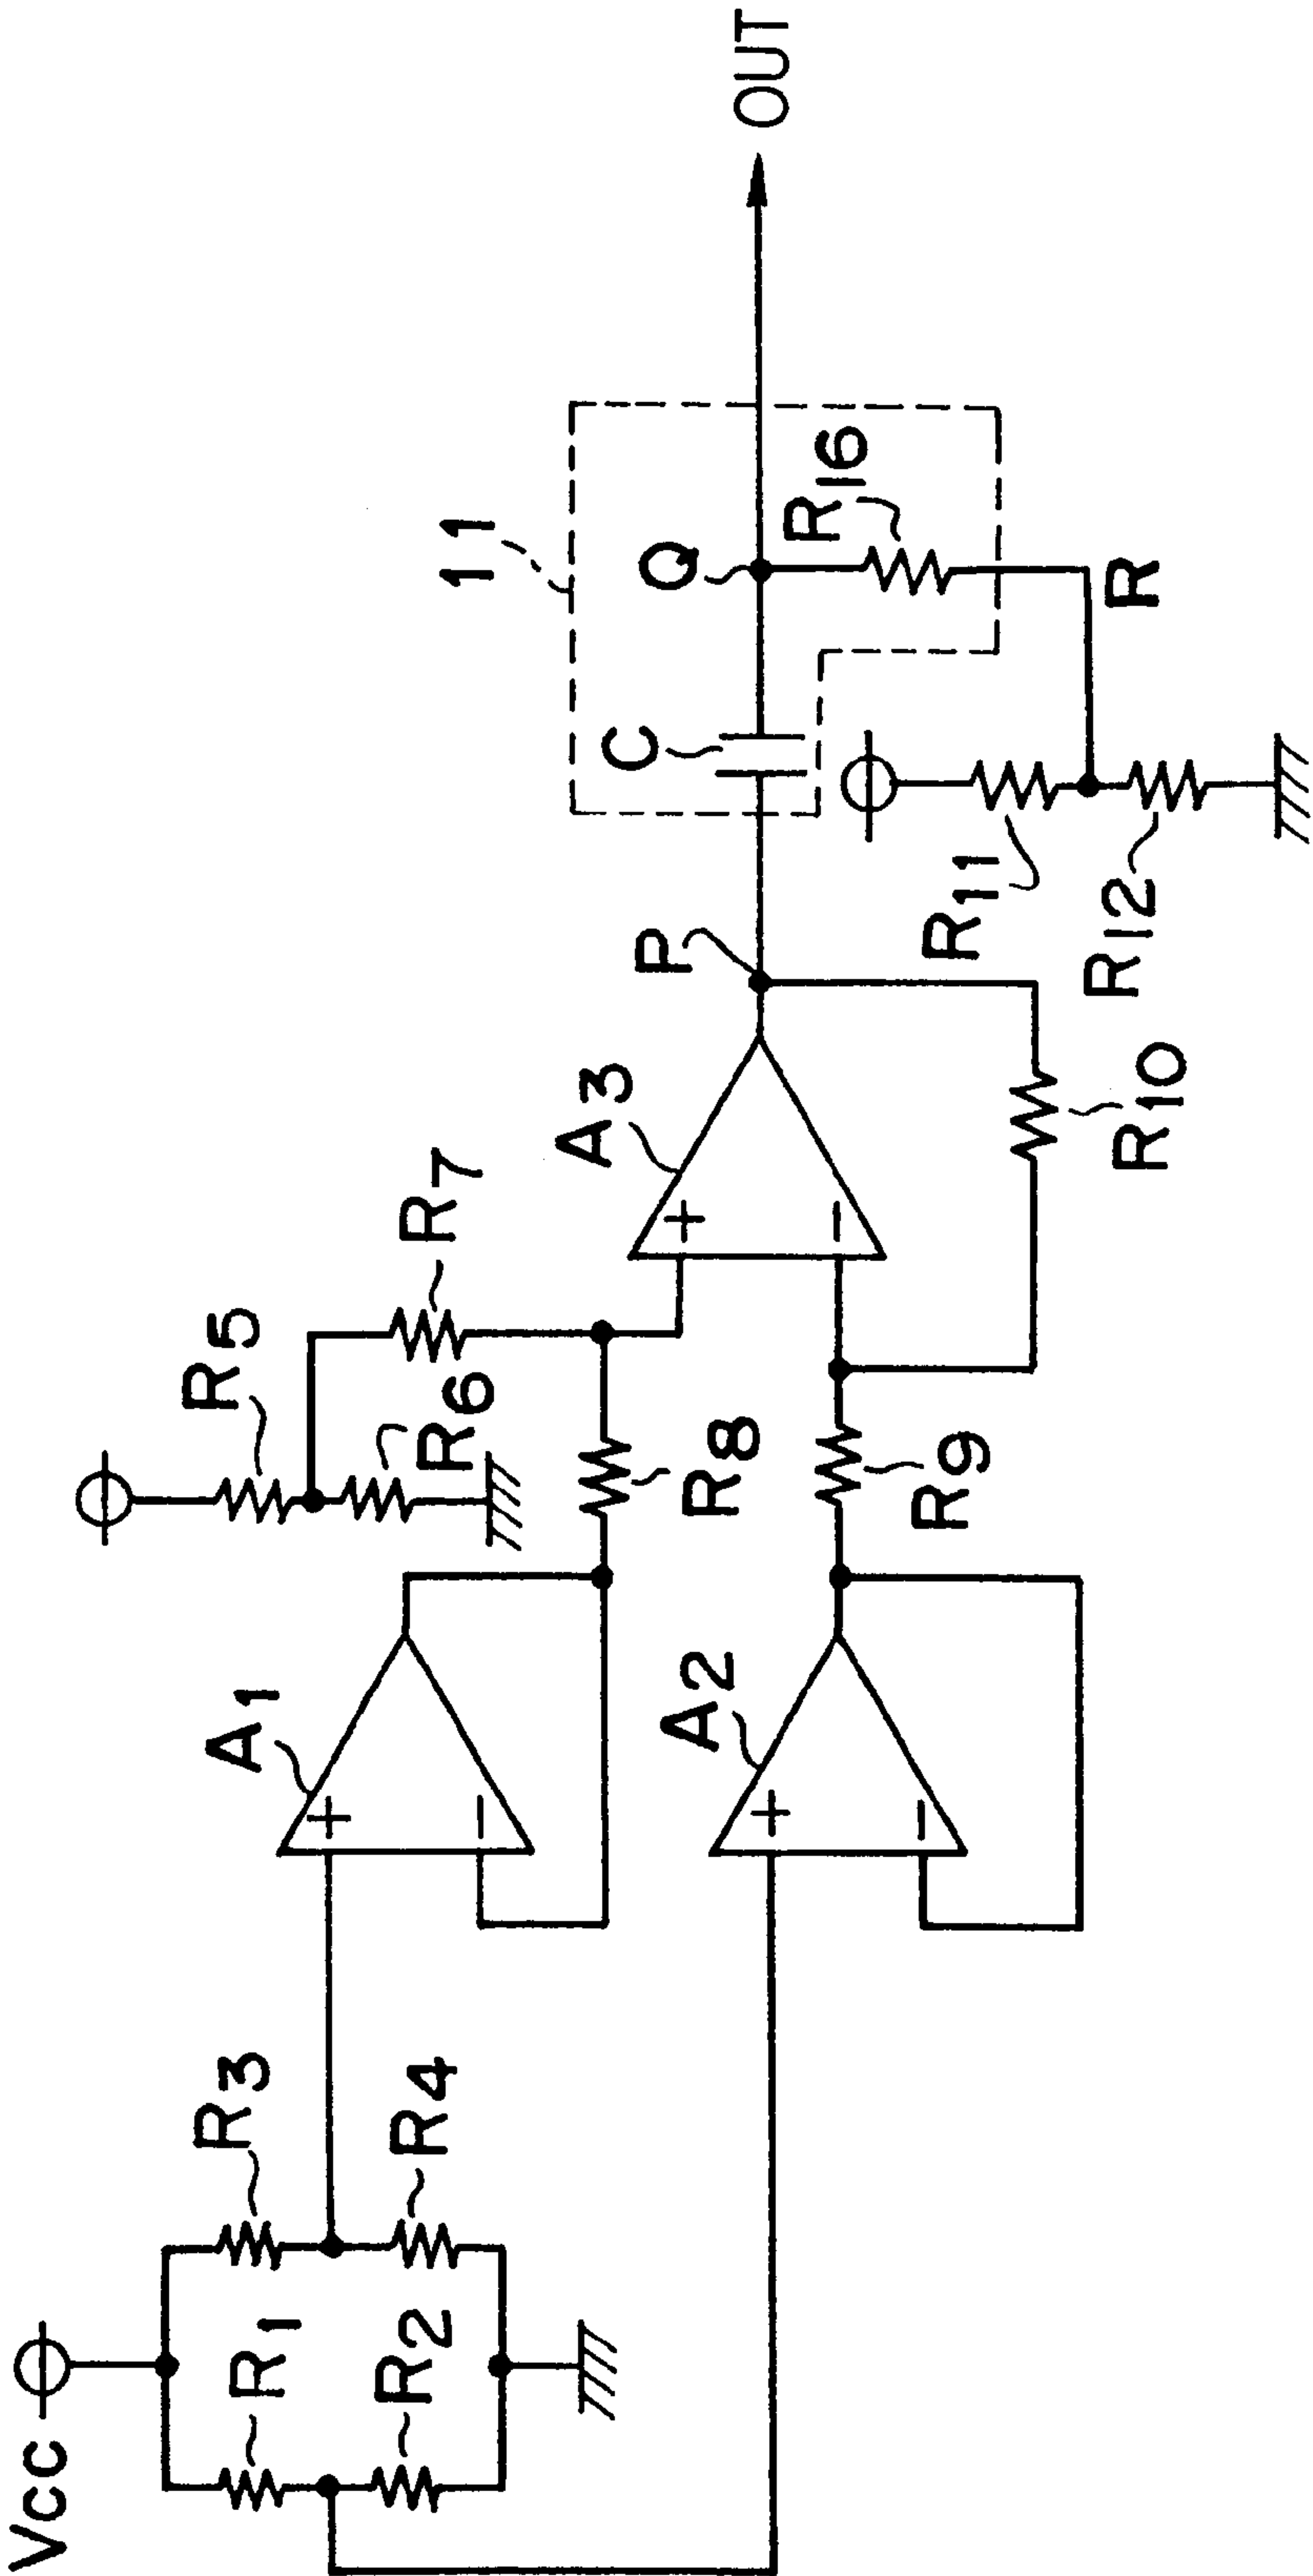 Vcc
R1
R2
R3
R4
A1
+
−
A2
+
−
R5
R6
R7
R8
R9
A3
+
−
R10
P
R11
R12
C
11
Q
R16
R
OUT